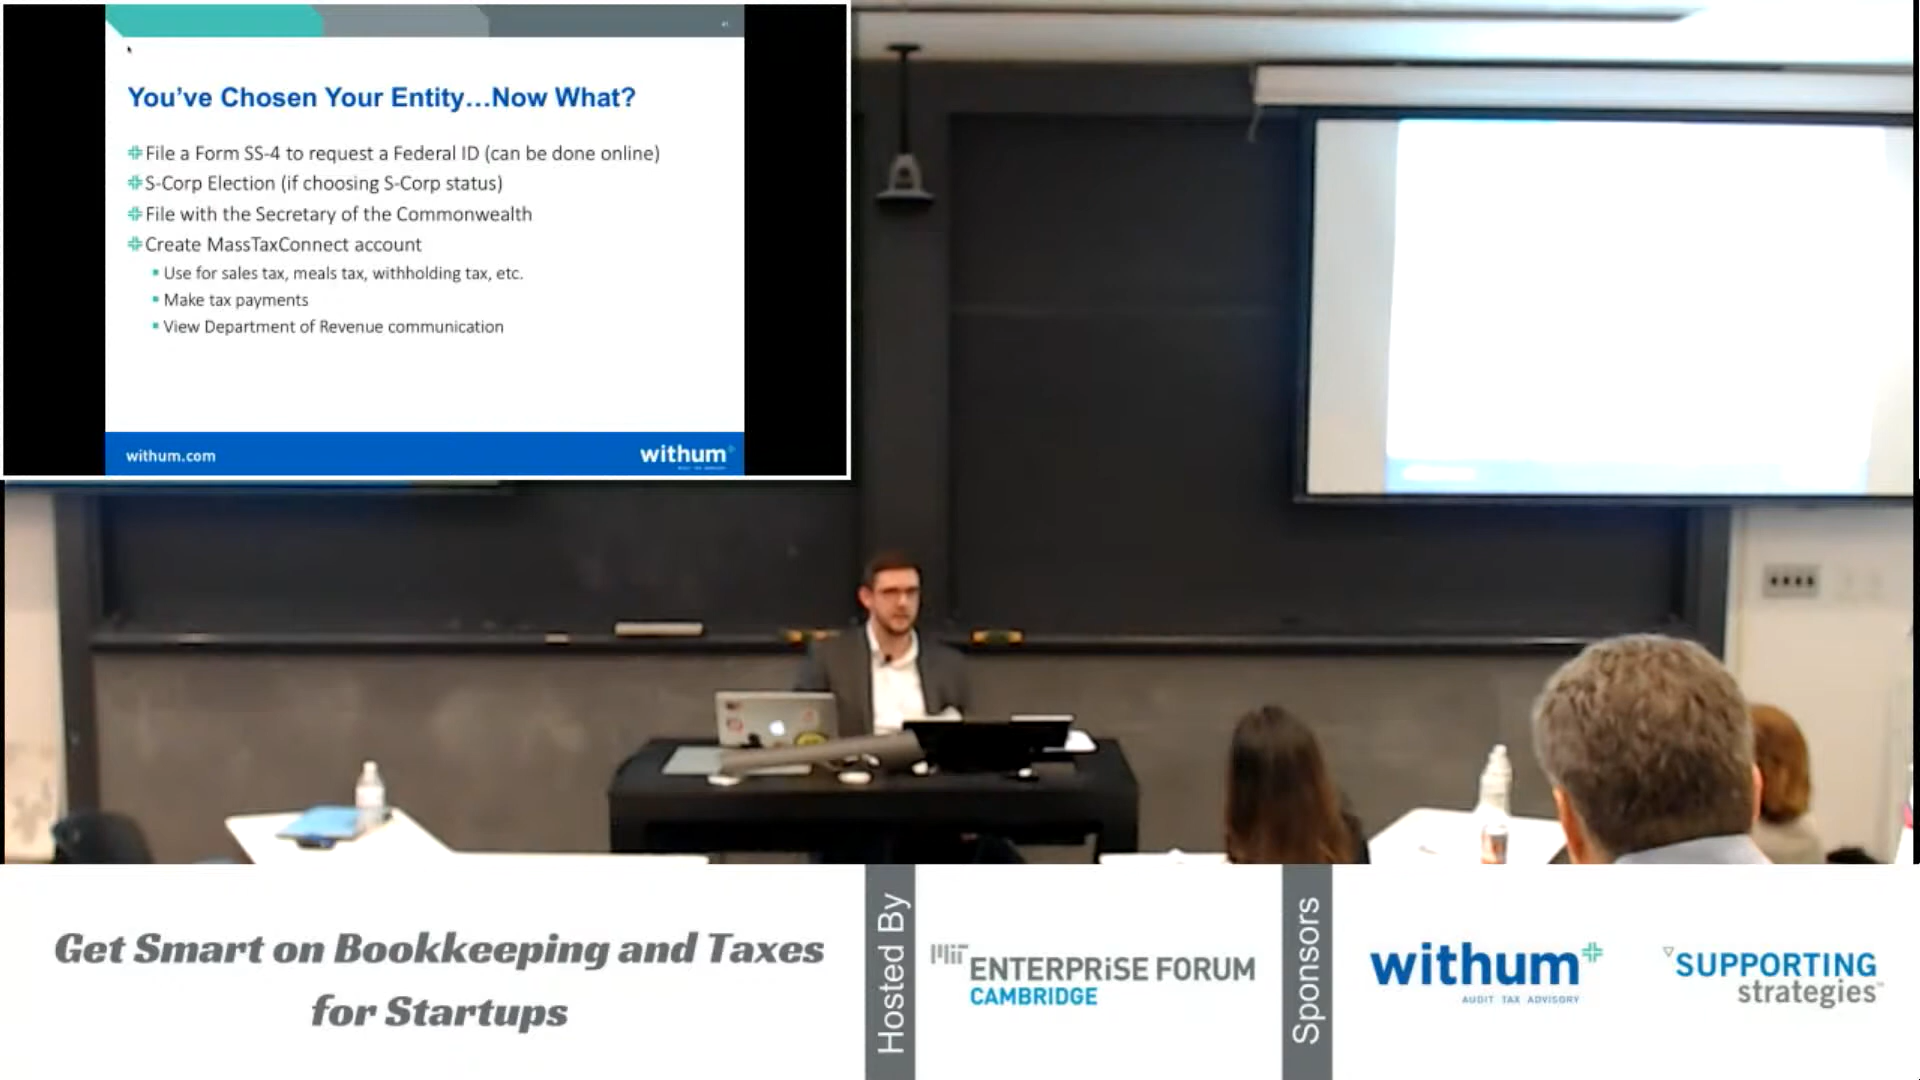 You've Chosen Your Entity...Now What?
File a Form SS-4 to request a Federal ID (can be done online)
S-Corp Election (if choosing S-Corp status)
File with the Secretary of the Commonwealth
Create MassTaxConnect account
Use for sales tax, meals tax, withholding tax, etc.
Make tax payments
View Department of Revenue communication
withum.com
withum
Get Smart on Bookkeeping and Taxes
for Startups
Hosted By
MiT
ENTERPRiSE FORUM
CAMBRIDGE
Sponsors
withum
AUDIT TAX ADVISORY
SUPPORTING
strategies